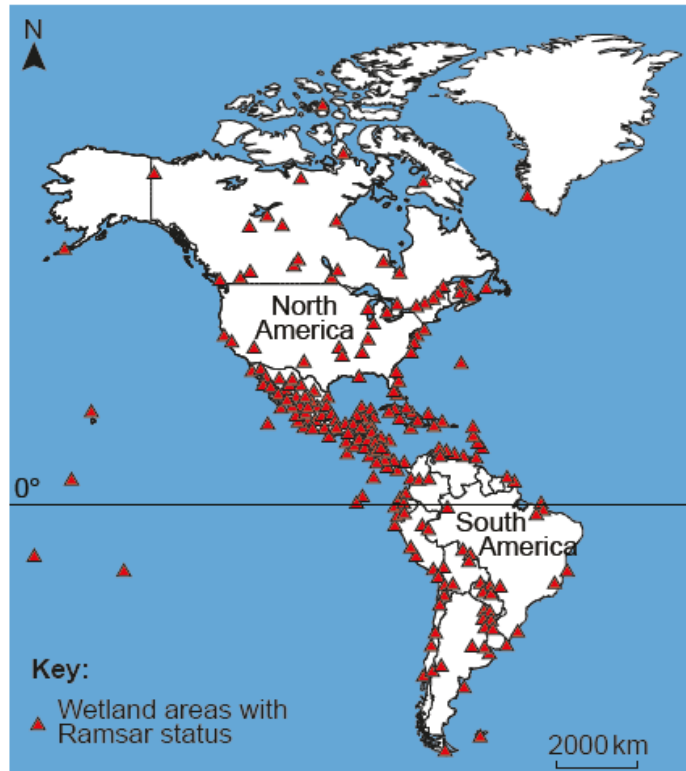 N
North
America
0°
South
America
Key:
Wetland areas with
Ramsar status
2000 km